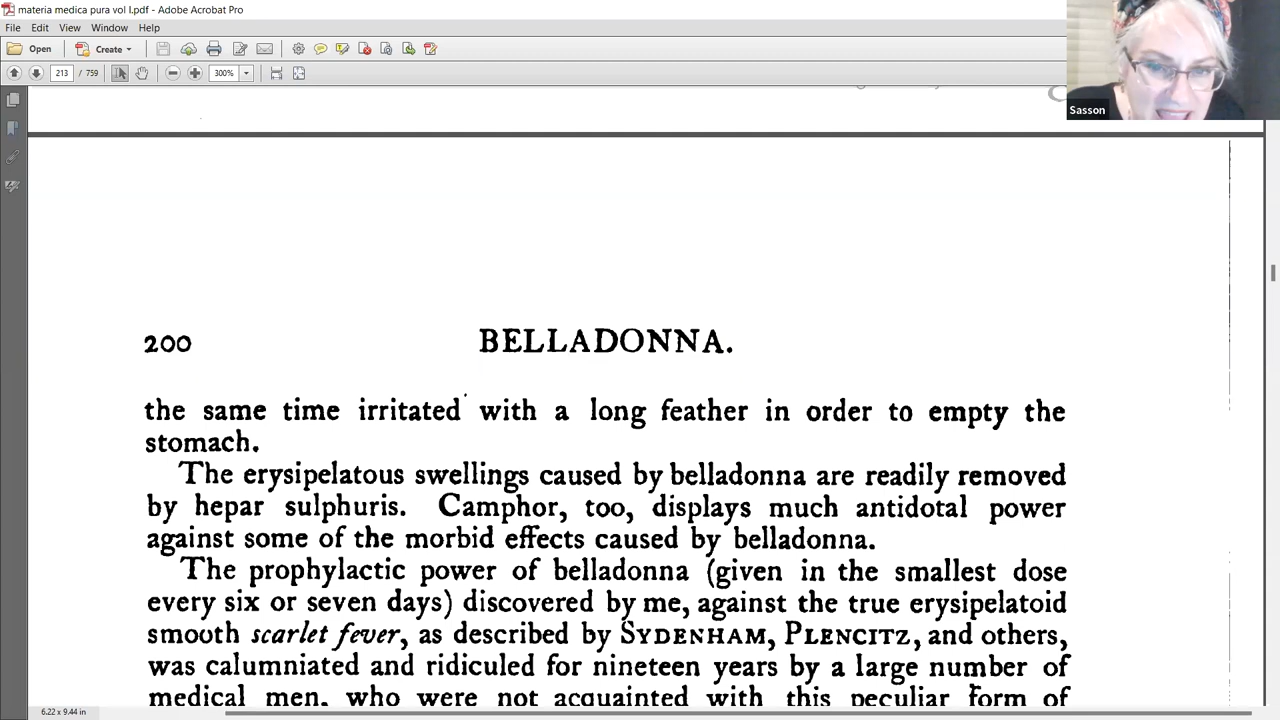 materia medica pura vol I.pdf - Adobe Acrobat Pro
File Edit View Window Help
Open Create
213 / 759 300%
Sasson
200 BELLADONNA.
the same time irritated with a long feather in order to empty the
stomach.
The erysipelatous swellings caused by belladonna are readily removed
by hepar sulphuris. Camphor, too, displays much antidotal power
against some of the morbid effects caused by belladonna.
The prophylactic power of belladonna (given in the smallest dose
every six or seven days) discovered by me, against the true erysipelatoid
smooth scarlet fever, as described by SYDENHAM, PLENCITZ, and others,
was calumniated and ridiculed for nineteen years by a large number of
medical men, who were not acquainted with this peculiar form of
6.22 x 9.44 in